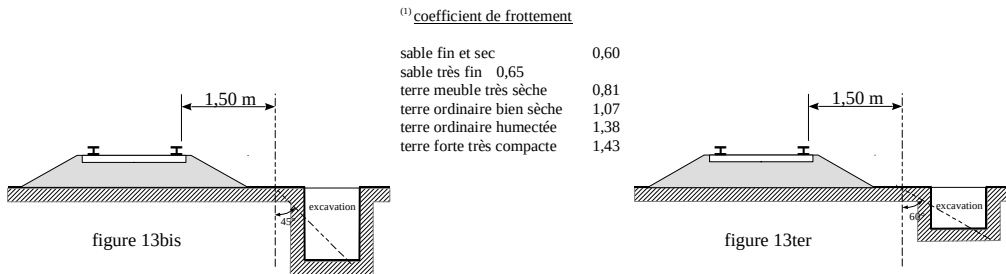 (1) coefficient de frottement
sable fin et sec 0,60
sable très fin 0,65
terre meuble très sèche 0,81
terre ordinaire bien sèche 1,07
terre ordinaire humectée 1,38
terre forte très compacte 1,43
1,50 m
excavation
45°
figure 13bis
1,50 m
excavation
60°
figure 13ter